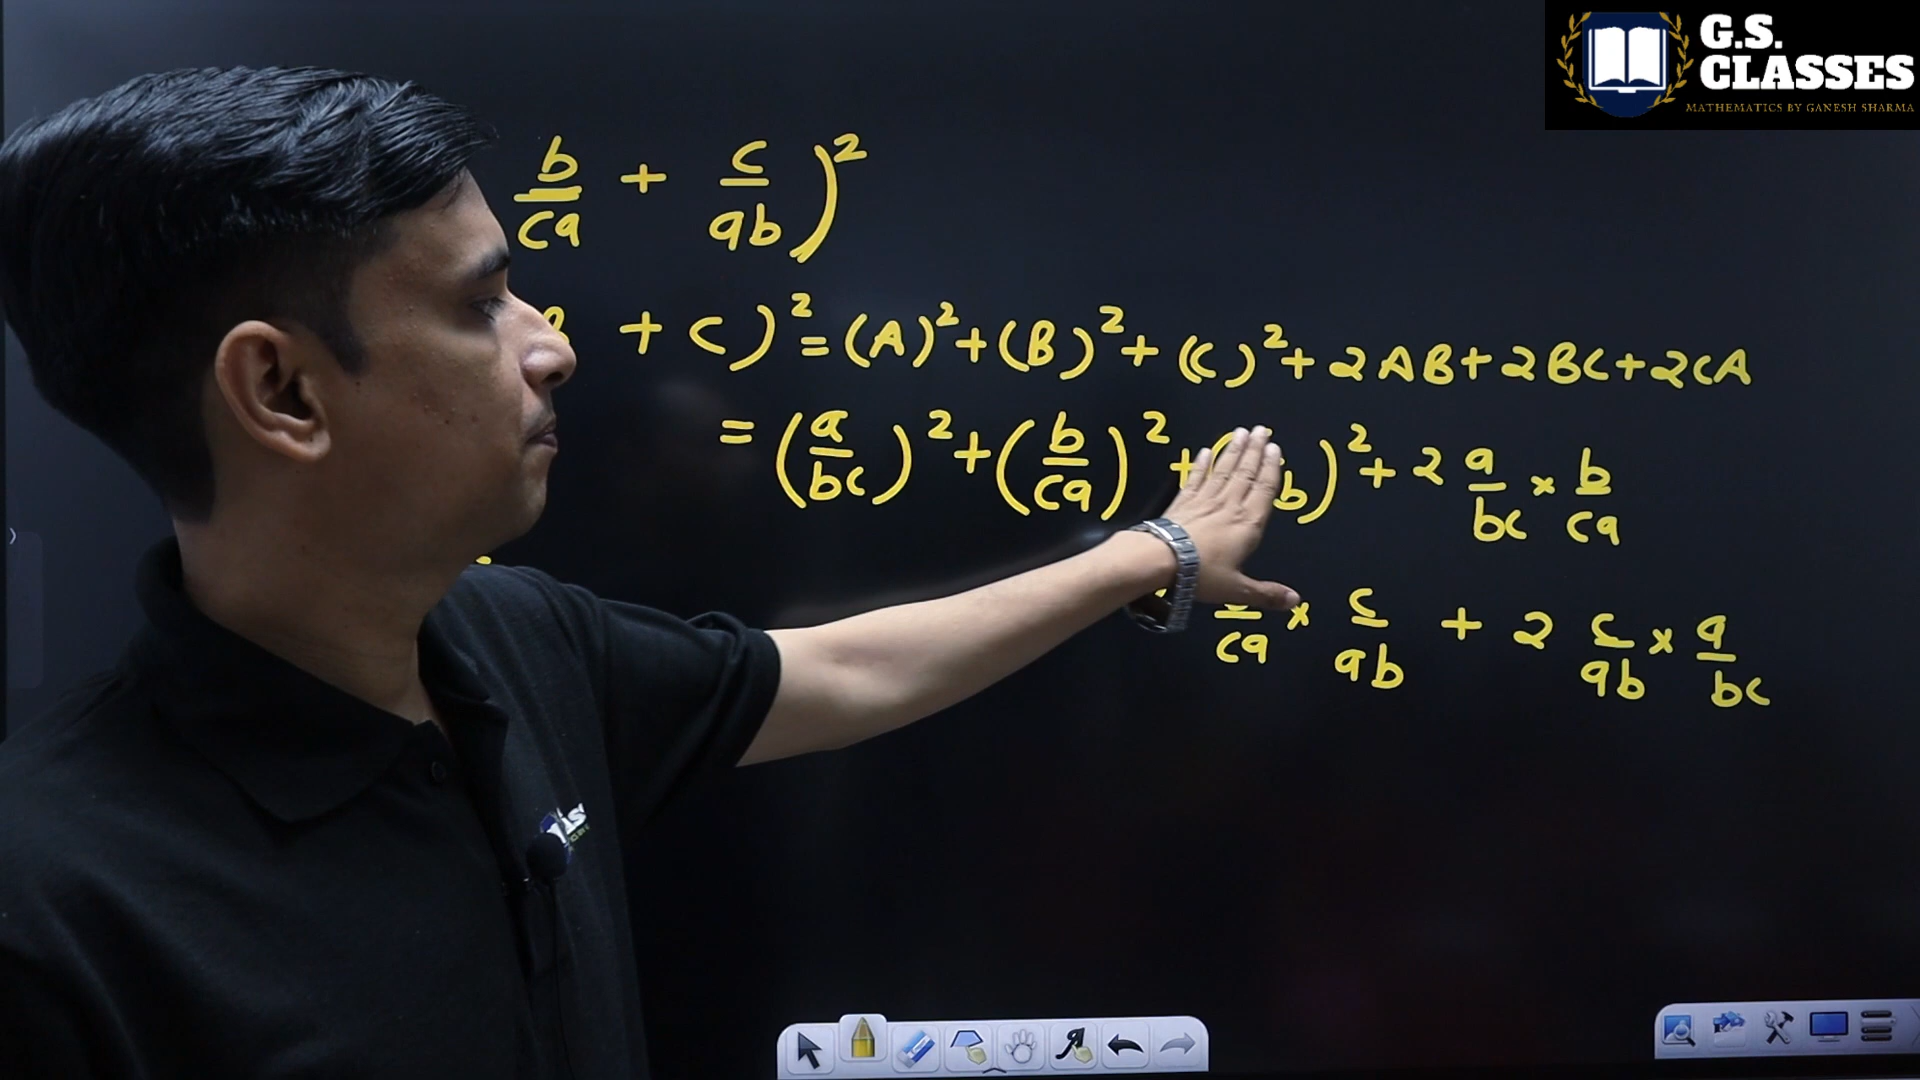 G.S.
CLASSES
MATHEMATICS BY GANESH SHARMA
b/ca + c/ab)²
+ C)² = (A)² + (B)² + (C)² + 2AB + 2BC + 2CA
= (a/bc)² + (b/ca)² + ( b)² + 2 a/bc × b/ca
/ca × c/ab + 2 c/ab × a/bc